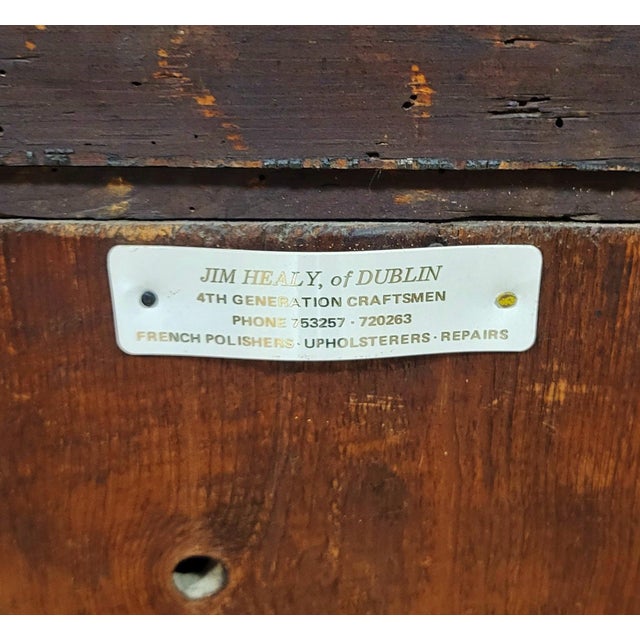 JIM HEALY, of DUBLIN
4TH GENERATION CRAFTSMEN
PHONE 753257 · 720263
FRENCH POLISHERS · UPHOLSTERERS · REPAIRS